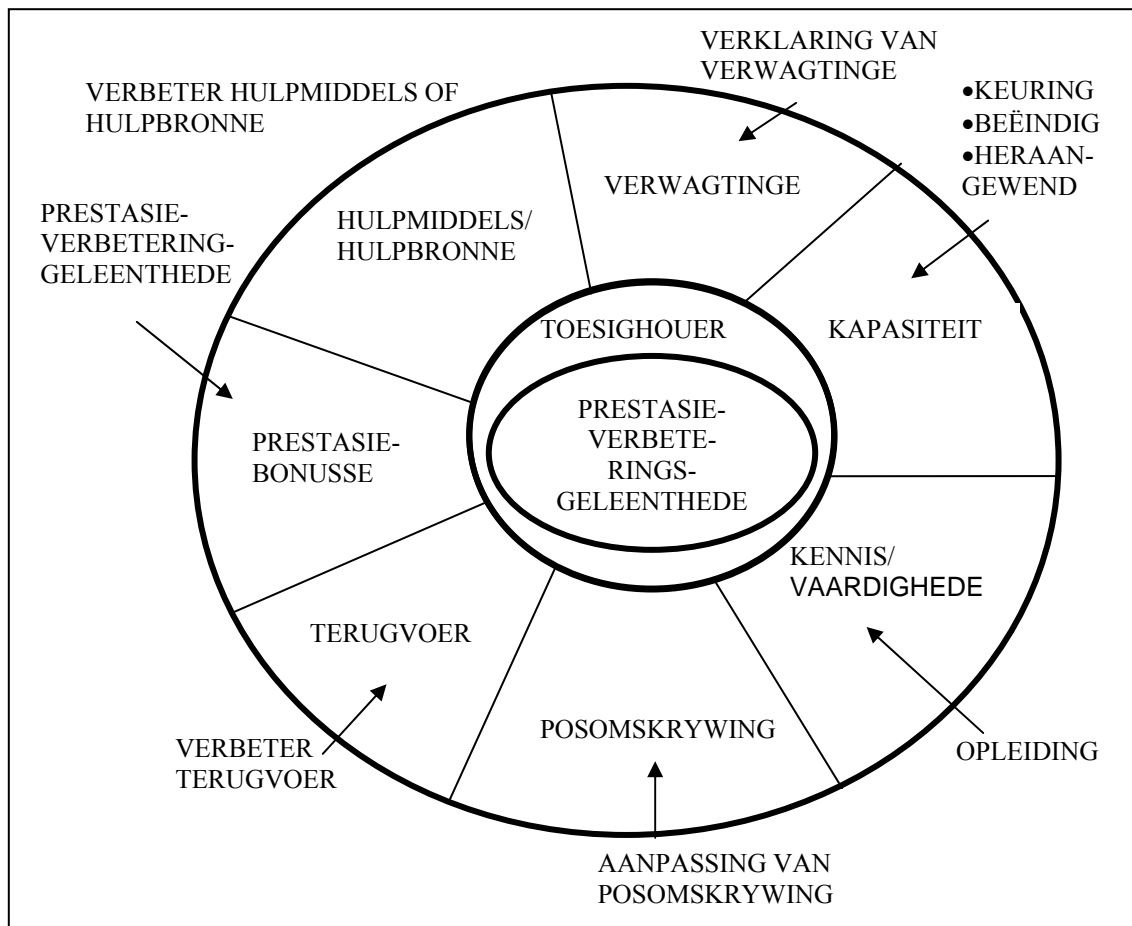 VERKLARING VAN
VERWAGTINGE
VERBETER HULPMIDDELS OF
HULPBRONNE
•KEURING
•BEËINDIG
•HERAAN-
GEWEND
VERWAGTINGE
PRESTASIE-
VERBETERING-
GELEENTHEDE
HULPMIDDELS/
HULPBRONNE
TOESIGHOUER
KAPASITEIT
PRESTASIE-
VERBETE-
RINGS-
GELEENTHEDE
PRESTASIE-
BONUSSE
KENNIS/
VAARDIGHEDE
TERUGVOER
POSOMSKRYWING
VERBETER
TERUGVOER
OPLEIDING
AANPASSING VAN
POSOMSKRYWING